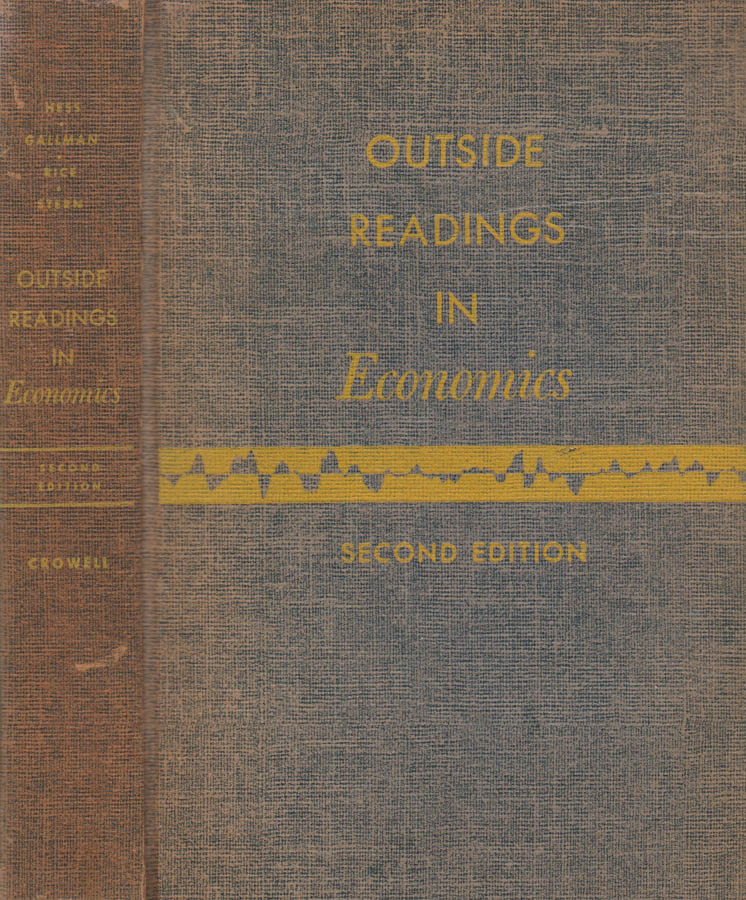 HESS
GALLMAN
•
RICE
•
STERN
OUTSIDE
READINGS
IN
Economics
SECOND
EDITION
CROWELL
OUTSIDE
READINGS
IN
Economics
SECOND EDITION